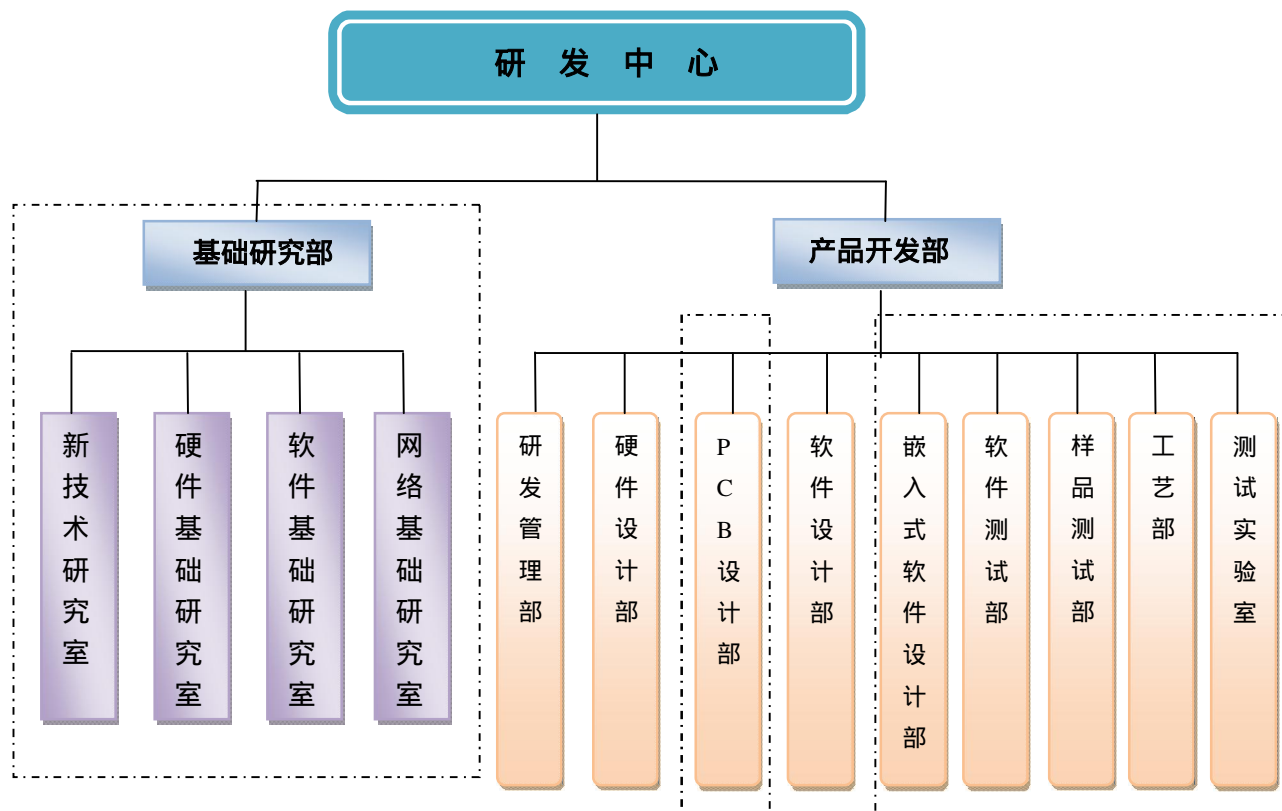 研 发 中 心
基础研究部
产品开发部
新技术研究室
硬件基础研究室
软件基础研究室
网络基础研究室
研发管理部
硬件设计部
PCB设计部
软件设计部
嵌入式软件设计部
软件测试部
样品测试部
工艺部
测试实验室